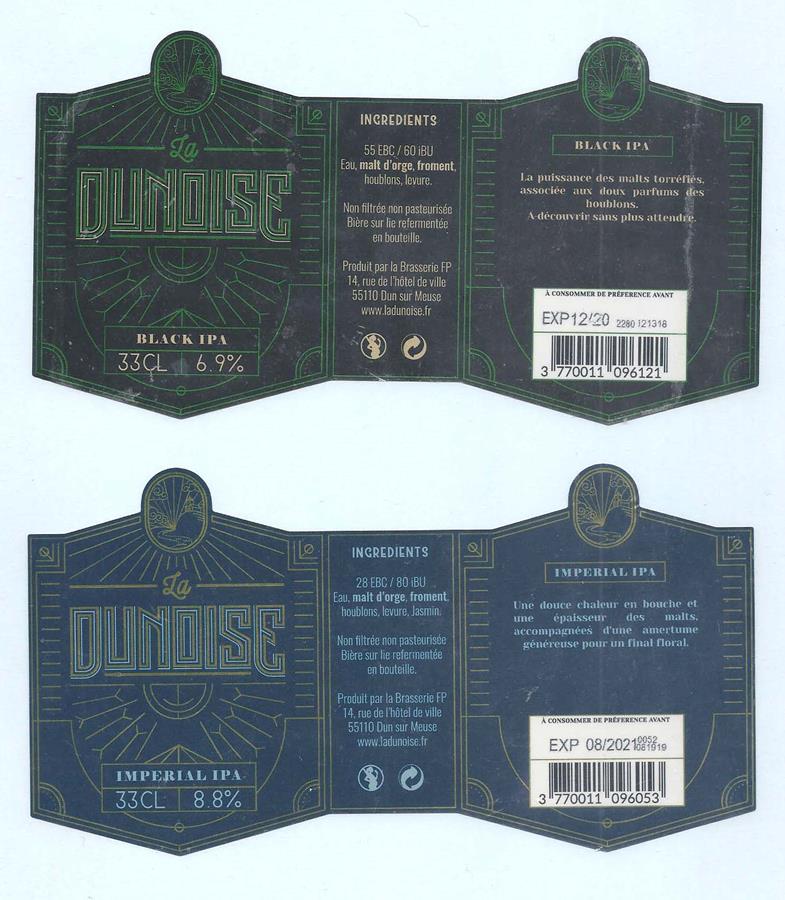 La
DUNOISE
BLACK IPA
33CL 6.9%
INGREDIENTS
55 EBC / 60 iBU
Eau, malt d'orge, froment,
houblons, levure.
Non filtrée non pasteurisée
Bière sur lie refermentée
en bouteille.
Produit par la Brasserie FP
14, rue de l'hôtel de ville
55110 Dun sur Meuse
www.ladunoise.fr
BLACK IPA
La puissance des malts torréfiés,
associée aux doux parfums des
houblons.
A découvrir sans plus attendre.
À CONSOMMER DE PRÉFERENCE AVANT
EXP12/20 2280 121318
3 770011 096121
La
DUNOISE
IMPERIAL IPA
33CL 8.8%
INGREDIENTS
28 EBC / 80 iBU
Eau, malt d'orge, froment,
houblons, levure, Jasmin.
Non filtrée non pasteurisée
Bière sur lie refermentée
en bouteille.
Produit par la Brasserie FP
14, rue de l'hôtel de ville
55110 Dun sur Meuse
www.ladunoise.fr
IMPERIAL IPA
Une douce chaleur en bouche et
une épaisseur des malts,
accompagnées d'une amertume
généreuse pour un final floral.
À CONSOMMER DE PRÉFERENCE AVANT
EXP 08/2021 0052
081919
3 770011 096053